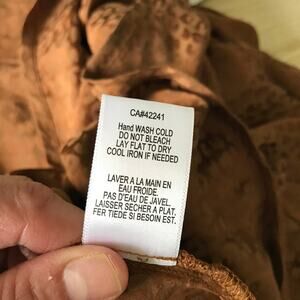 CA#42241
Hand WASH COLD
DO NOT BLEACH
LAY FLAT TO DRY
COOL IRON IF NEEDED
LAVER A LA MAIN EN
EAU FROIDE.
PAS D'EAU DE JAVEL.
LAISSER SECHER A PLAT.
FER TIEDE SI BESOIN EST.